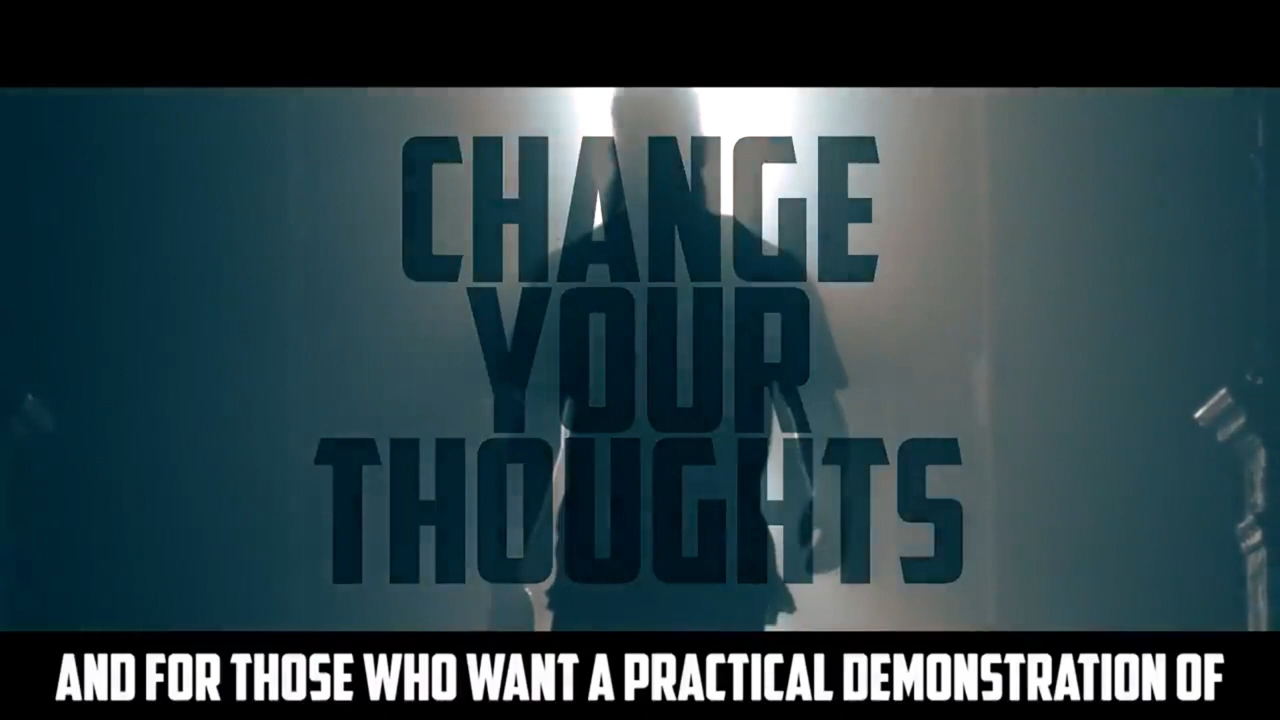 CHANGE
YOUR
THOUGHTS
AND FOR THOSE WHO WANT A PRACTICAL DEMONSTRATION OF